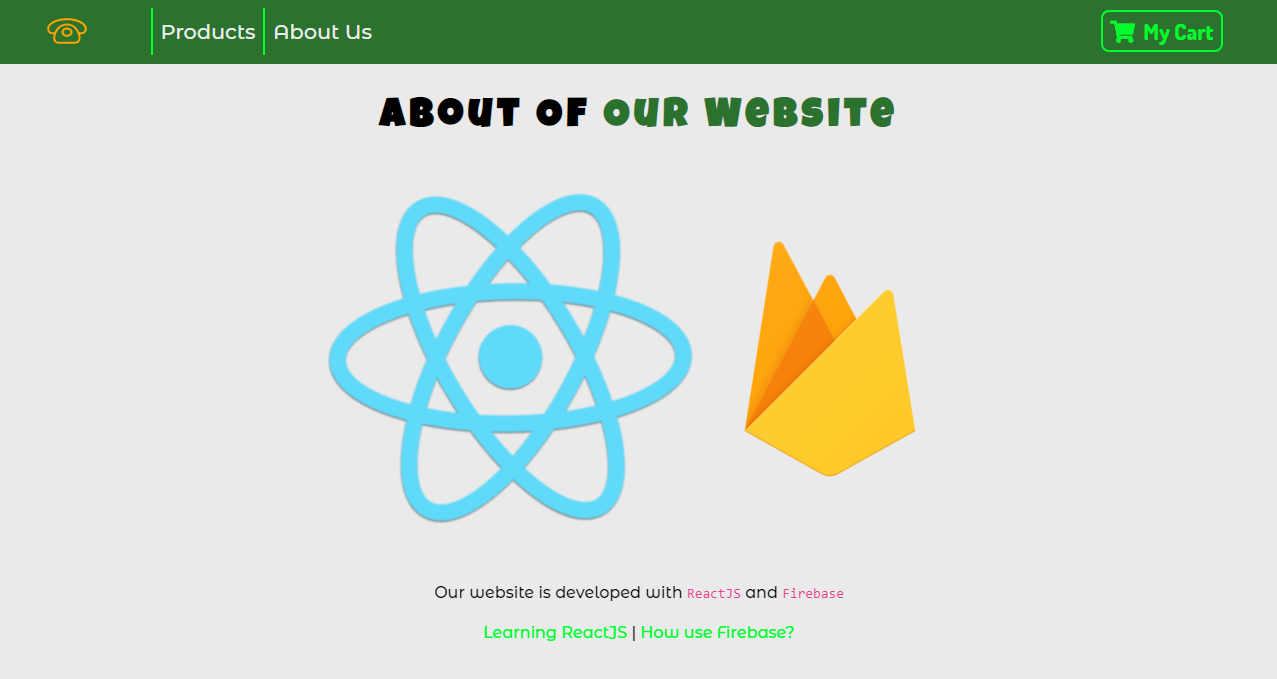 Products
About Us
My Cart
ABOUT OF OUR WEBSITE
Our website is developed with ReactJS and Firebase
Learning ReactJS | How use Firebase?